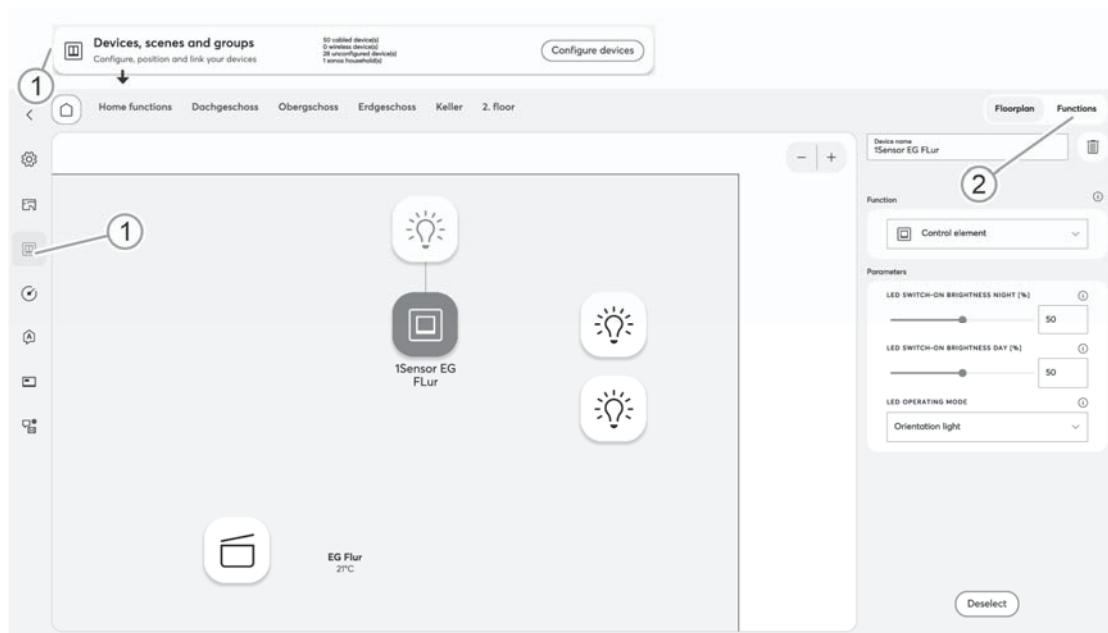 Devices, scenes and groups
Configure, position and link your devices
50 cabled device(s)
0 wireless device(s)
28 unconfigured device(s)
1 sonos household(s)
Configure devices
1
Home functions Dachgeschoss Obergschoss Erdgeschoss Keller 2. floor
Floorplan Functions
Device name
1Sensor EG FLur
2
Function
Control element
1
Parameters
LED SWITCH-ON BRIGHTNESS NIGHT [%]
50
LED SWITCH-ON BRIGHTNESS DAY [%]
50
LED OPERATING MODE
Orientation light
1Sensor EG
FLur
EG Flur
21°C
Deselect